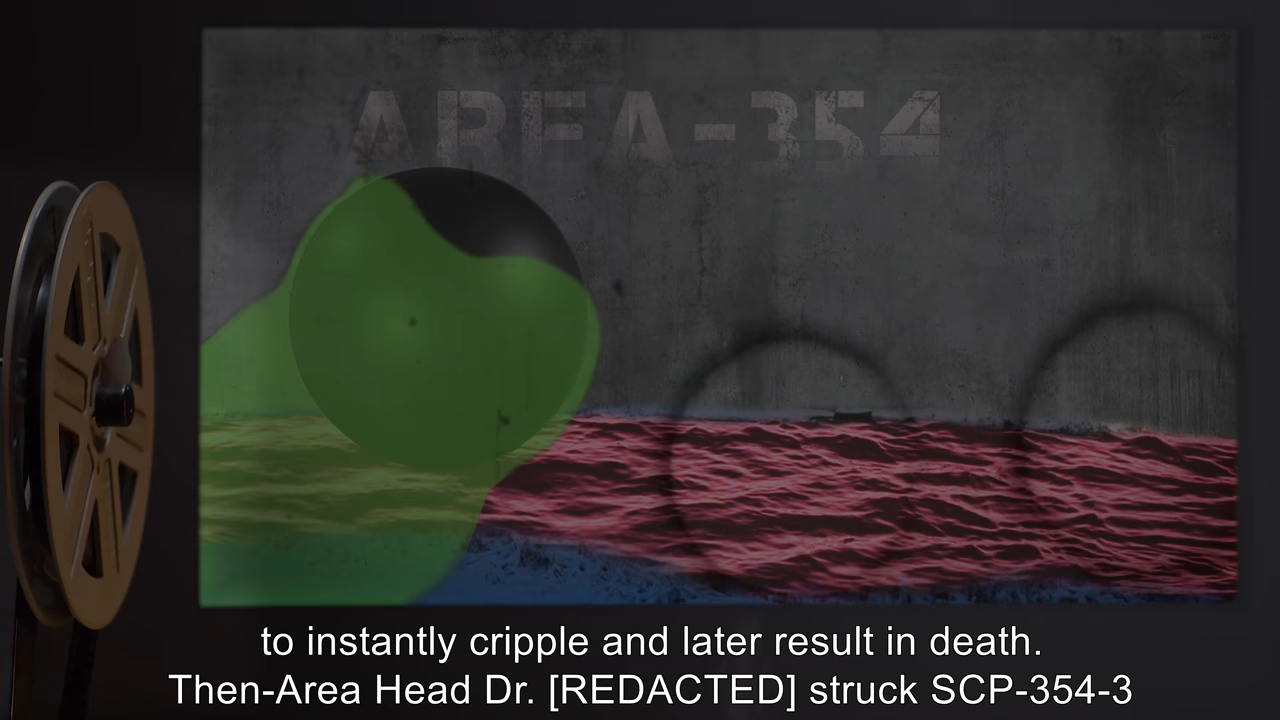 AREA-354
to instantly cripple and later result in death.
Then-Area Head Dr. [REDACTED] struck SCP-354-3